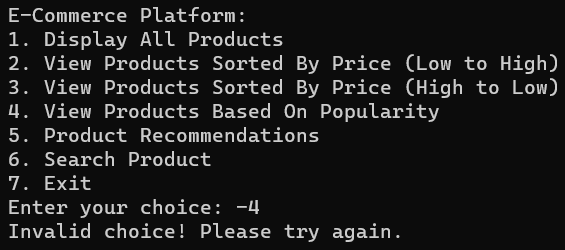 E-Commerce Platform:
1. Display All Products
2. View Products Sorted By Price (Low to High)
3. View Products Sorted By Price (High to Low)
4. View Products Based On Popularity
5. Product Recommendations
6. Search Product
7. Exit
Enter your choice: -4
Invalid choice! Please try again.